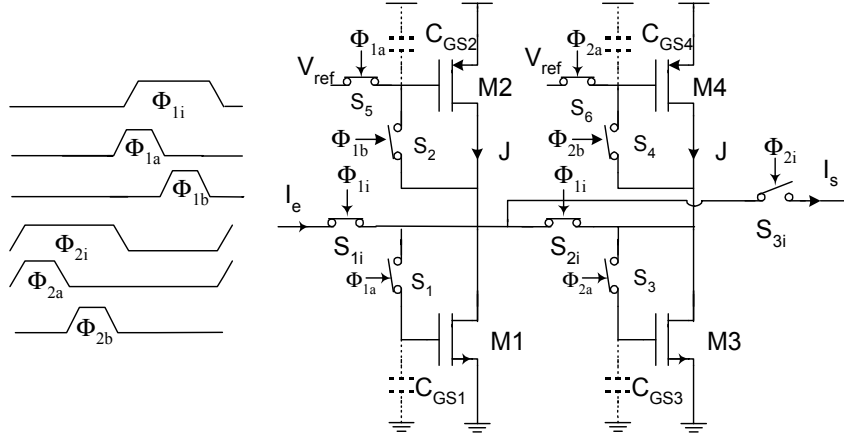 Φ1i
Φ1a
Φ1b
Φ2i
Φ2a
Φ2b
Φ1a
CGS2
Vref
M2
S5
Φ1b
S2
J
Φ2a
CGS4
Vref
M4
S6
Φ2b
S4
J
Φ2i
Is
S3i
Ie
Φ1i
S1i
Φ1i
S2i
Φ1a
S1
M1
CGS1
Φ2a
S3
M3
CGS3